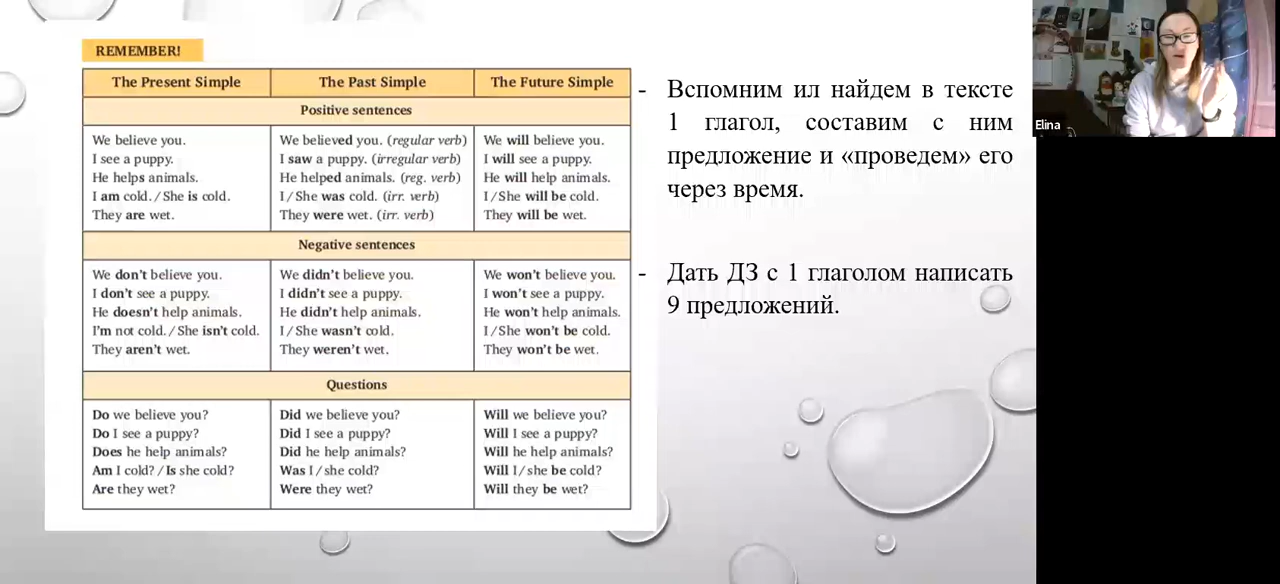 REMEMBER!
The Present Simple The Past Simple The Future Simple
Positive sentences
We believe you. We believed you. (regular verb) We will believe you.
I see a puppy. I saw a puppy. (irregular verb) I will see a puppy.
He helps animals. He helped animals. (reg. verb) He will help animals.
I am cold. / She is cold. I / She was cold. (irr. verb) I / She will be cold.
They are wet. They were wet. (irr. verb) They will be wet.
Negative sentences
We don't believe you. We didn't believe you. We won't believe you.
I don't see a puppy. I didn't see a puppy. I won't see a puppy.
He doesn't help animals. He didn't help animals. He won't help animals.
I'm not cold. / She isn't cold. I / She wasn't cold. I / She won't be cold.
They aren't wet. They weren't wet. They won't be wet.
Questions
Do we believe you? Did we believe you? Will we believe you?
Do I see a puppy? Did I see a puppy? Will I see a puppy?
Does he help animals? Did he help animals? Will he help animals?
Am I cold? / Is she cold? Was I / she cold? Will I / she be cold?
Are they wet? Were they wet? Will they be wet?
- Вспомним ил найдем в тексте
1 глагол, составим с ним
предложение и «проведем» его
через время.
- Дать ДЗ с 1 глаголом написать
9 предложений.
Elina